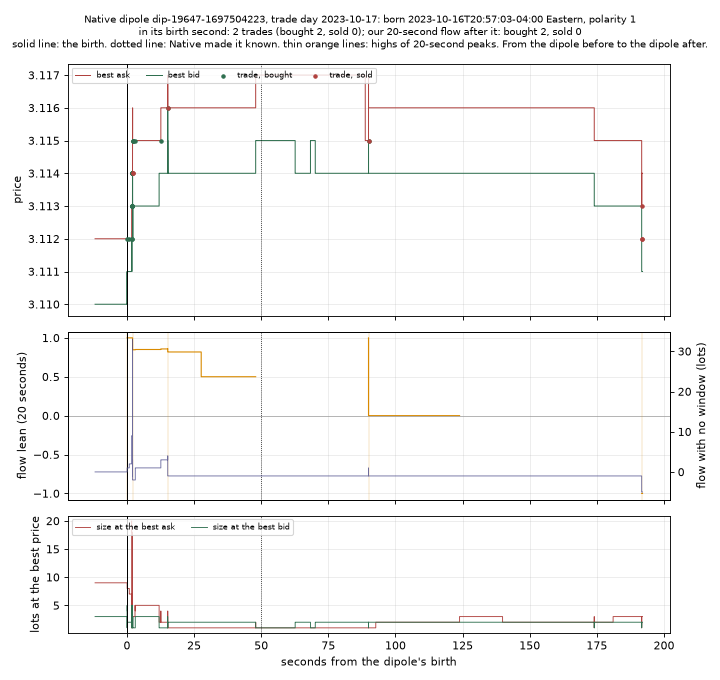 Native dipole dip-19647-1697504223, trade day 2023-10-17: born 2023-10-16T20:57:03-04:00 Eastern, polarity 1
in its birth second: 2 trades (bought 2, sold 0); our 20-second flow after it: bought 2, sold 0
solid line: the birth. dotted line: Native made it known. thin orange lines: highs of 20-second peaks. From the dipole before to the dipole after.
best ask best bid trade, bought trade, sold
3.117
3.116
3.115
3.114
3.113
3.112
3.111
3.110
price
1.0
0.5
0.0
−0.5
−1.0
flow lean (20 seconds)
30
20
10
0
flow with no window (lots)
size at the best ask size at the best bid
20
15
10
5
lots at the best price
0 25 50 75 100 125 150 175 200
seconds from the dipole's birth